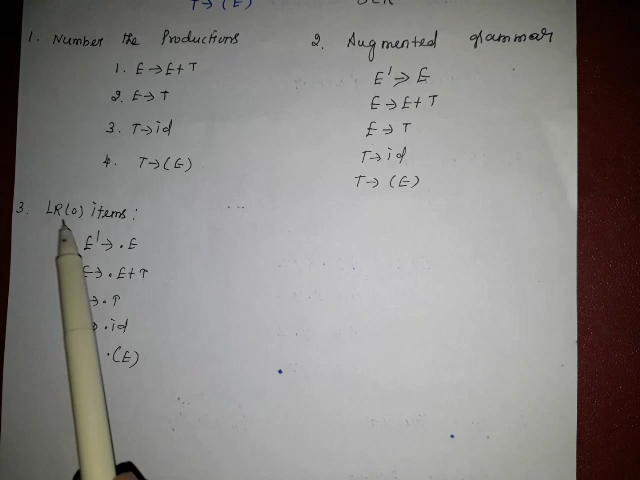 T→(E)
1. Number the Productions
1. E→E+T
2. E→T
3. T→id
4. T→(E)
2. Augmented grammar
E'→E
E→E+T
E→T
T→id
T→(E)
3. LR(0) items:
...
E'→.E
E→.E+T
→.T
.id
.(E)